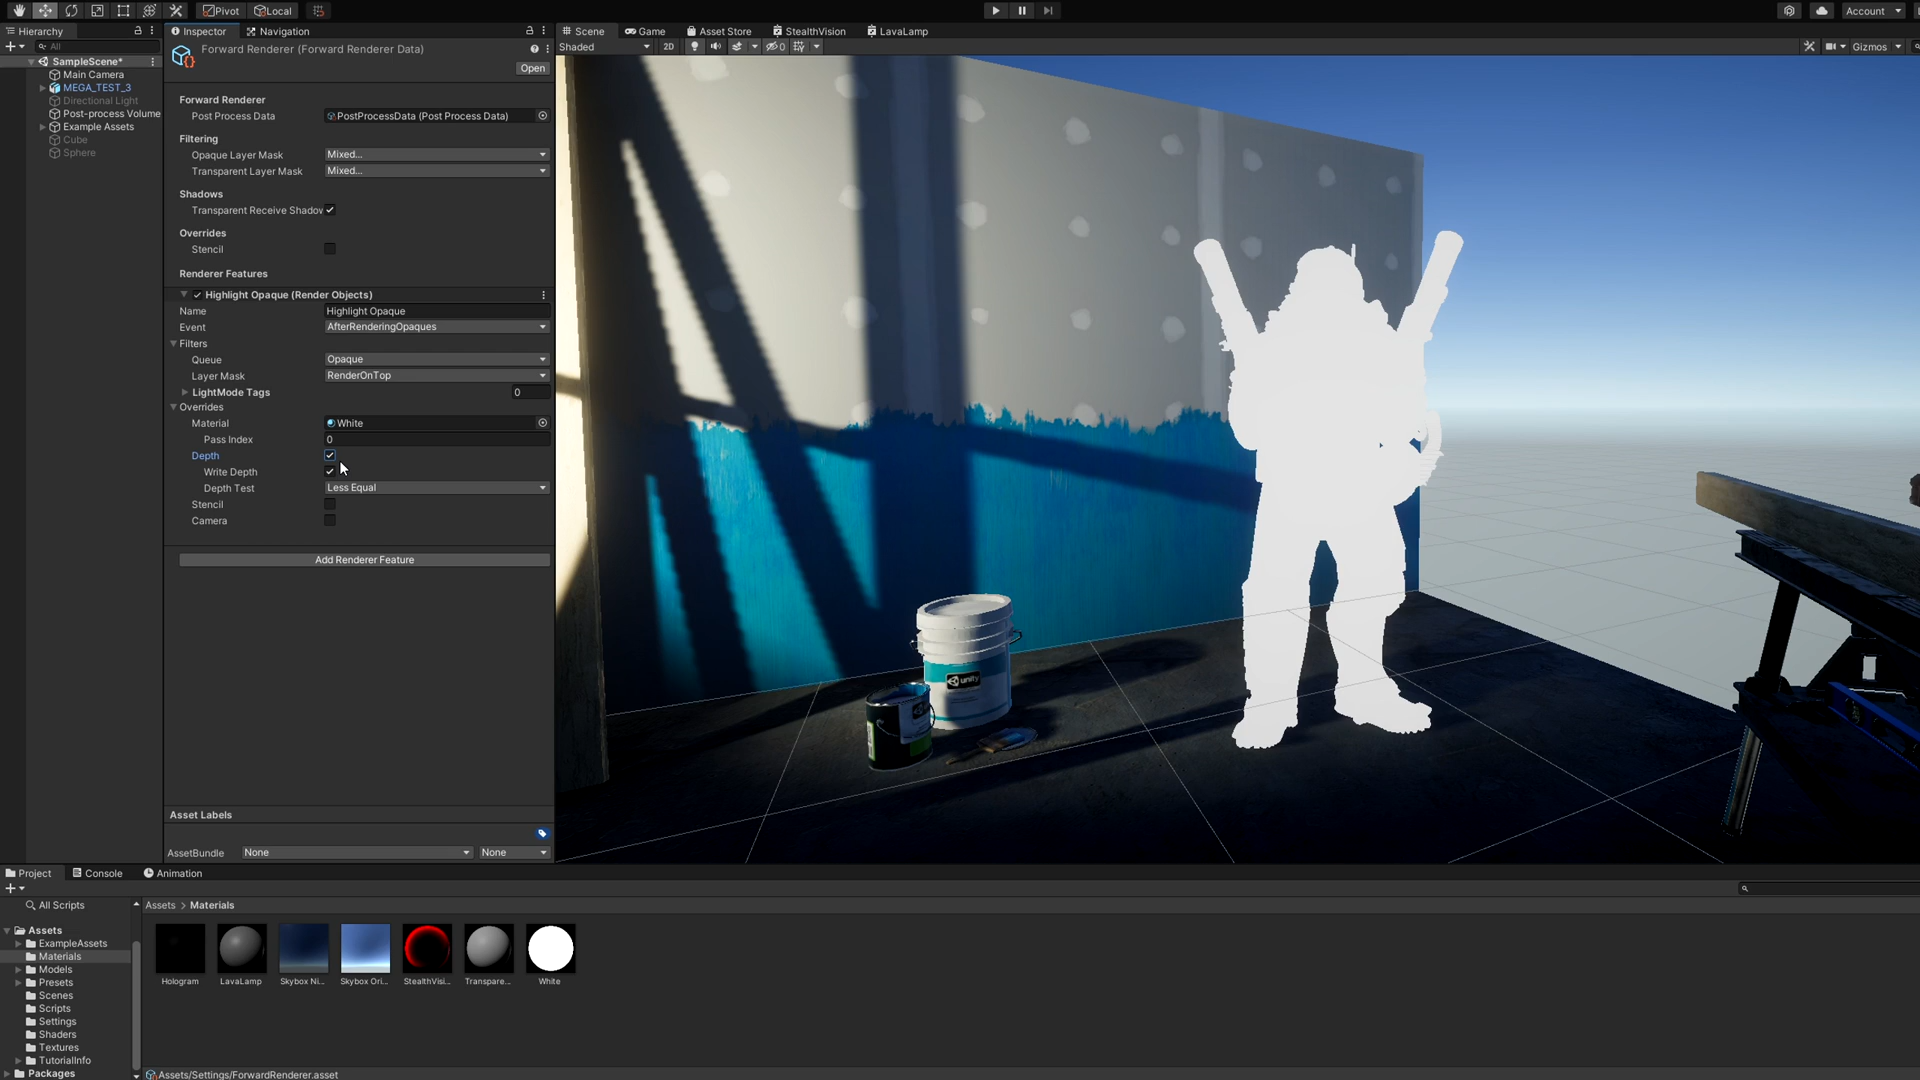 Pivot Local Account
Hierarchy
All
SampleScene*
Main Camera
MEGA_TEST_3
Directional Light
Post-process Volume
Example Assets
Cube
Sphere
Inspector Navigation
Forward Renderer (Forward Renderer Data)
Open
Forward Renderer
Post Process Data PostProcessData (Post Process Data)
Filtering
Opaque Layer Mask Mixed...
Transparent Layer Mask Mixed...
Shadows
Transparent Receive Shadov
Overrides
Stencil
Renderer Features
Highlight Opaque (Render Objects)
Name Highlight Opaque
Event AfterRenderingOpaques
Filters
Queue Opaque
Layer Mask RenderOnTop
LightMode Tags 0
Overrides
Material White
Pass Index 0
Depth
Write Depth
Depth Test Less Equal
Stencil
Camera
Add Renderer Feature
Asset Labels
AssetBundle None None
Scene Game Asset Store StealthVision LavaLamp
Shaded 2D 0 Gizmos
unity
Project Console Animation
All Scripts
Assets
ExampleAssets
Materials
Models
Presets
Scenes
Scripts
Settings
Shaders
Textures
TutorialInfo
Packages
Assets > Materials
Hologram LavaLamp Skybox Ni... Skybox Ori... StealthVisi... Transpare... White
Assets/Settings/ForwardRenderer.asset